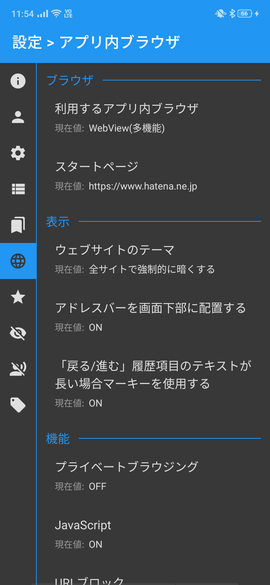 11:54
66
設定 > アプリ内ブラウザ
ブラウザ
利用するアプリ内ブラウザ
現在値: WebView(多機能)
スタートページ
現在値: https://www.hatena.ne.jp
表示
ウェブサイトのテーマ
現在値: 全サイトで強制的に暗くする
アドレスバーを画面下部に配置する
現在値: ON
「戻る/進む」履歴項目のテキストが
長い場合マーキーを使用する
現在値: ON
機能
プライベートブラウジング
現在値: OFF
JavaScript
現在値: ON
URLブロック